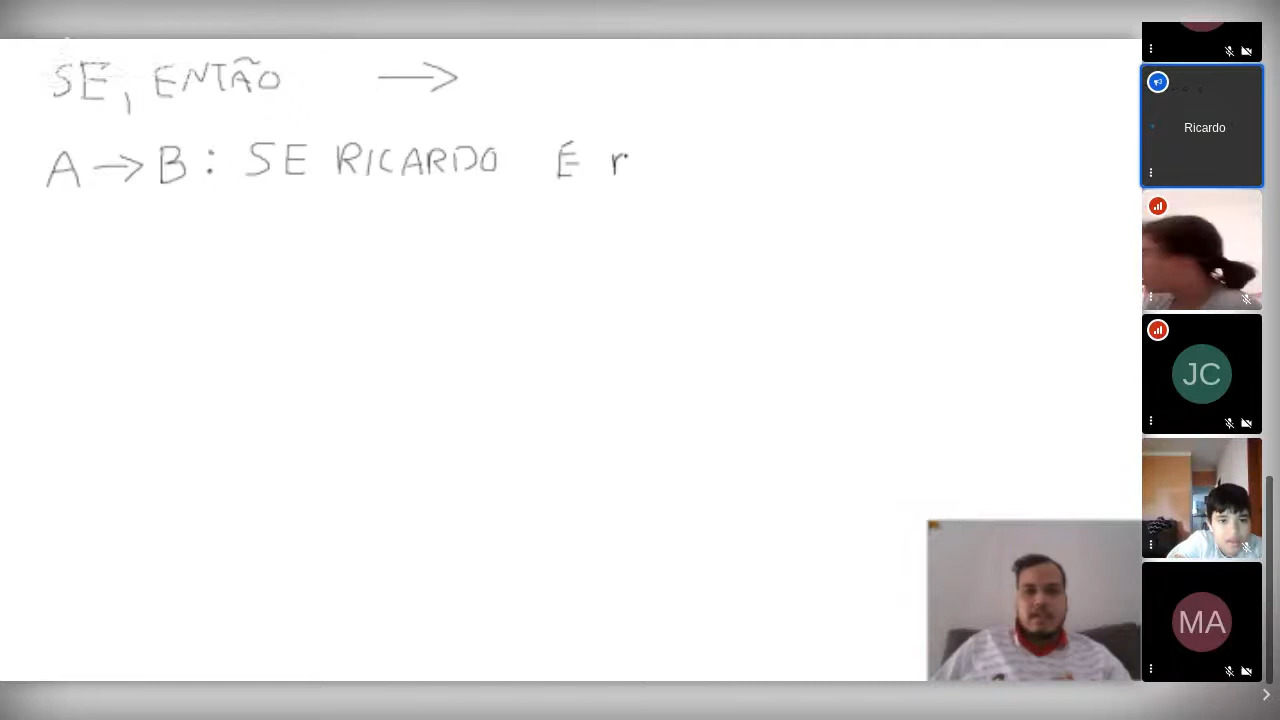 SE, ENTÃO →
A → B : SE RICARDO É r
Ricardo
JC
MA